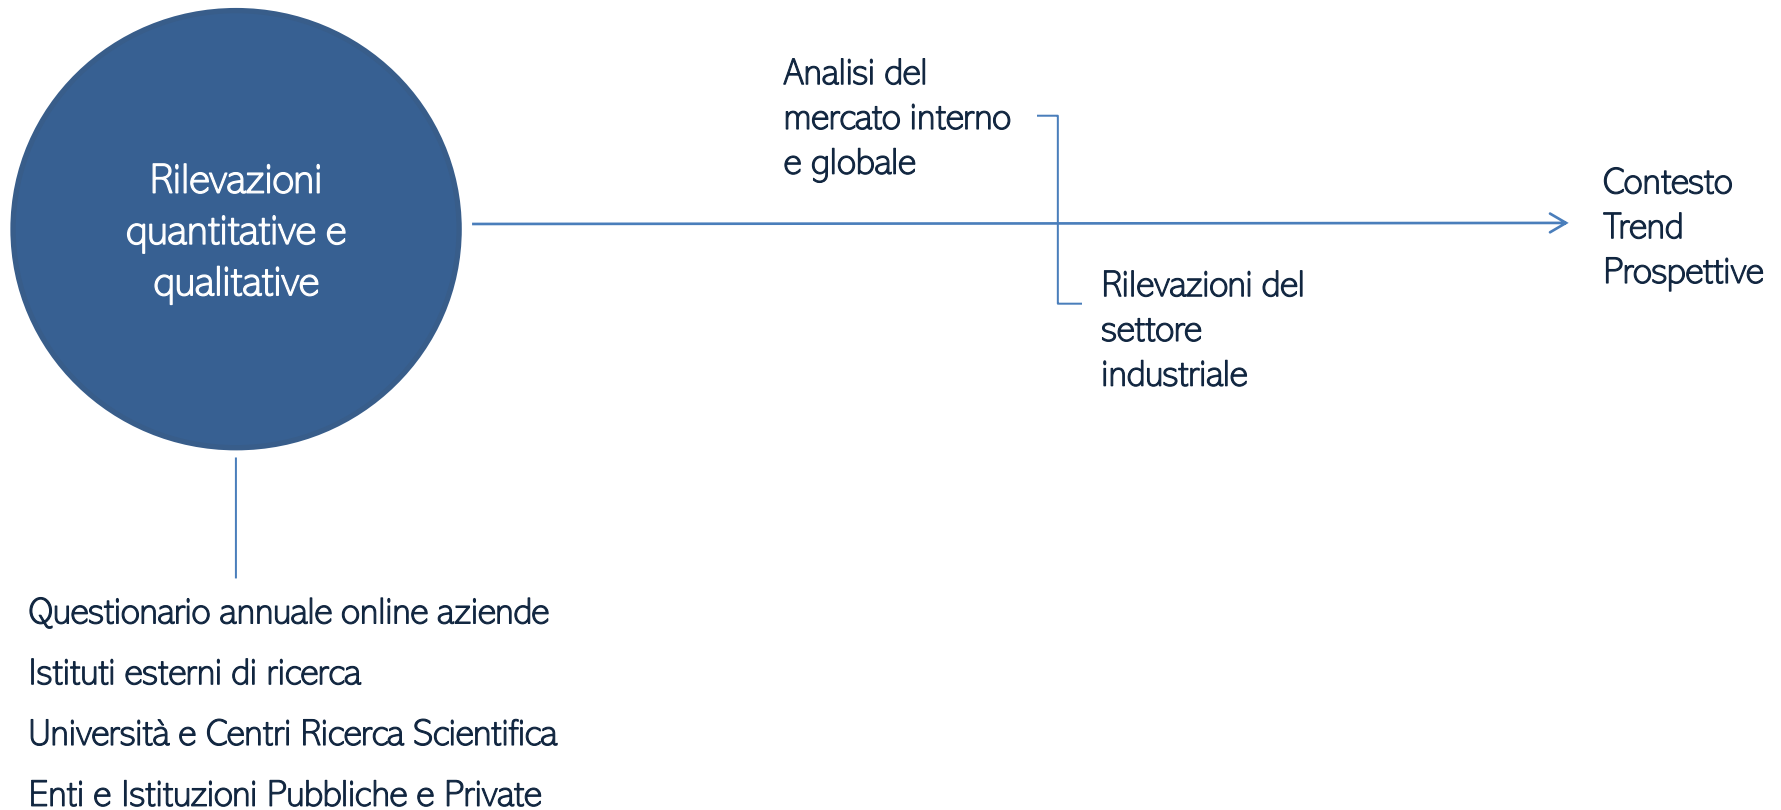 Rilevazioni
quantitative e
qualitative
Analisi del
mercato interno
e globale
Rilevazioni del
settore
industriale
Contesto
Trend
Prospettive
Questionario annuale online aziende
Istituti esterni di ricerca
Università e Centri Ricerca Scientifica
Enti e Istituzioni Pubbliche e Private